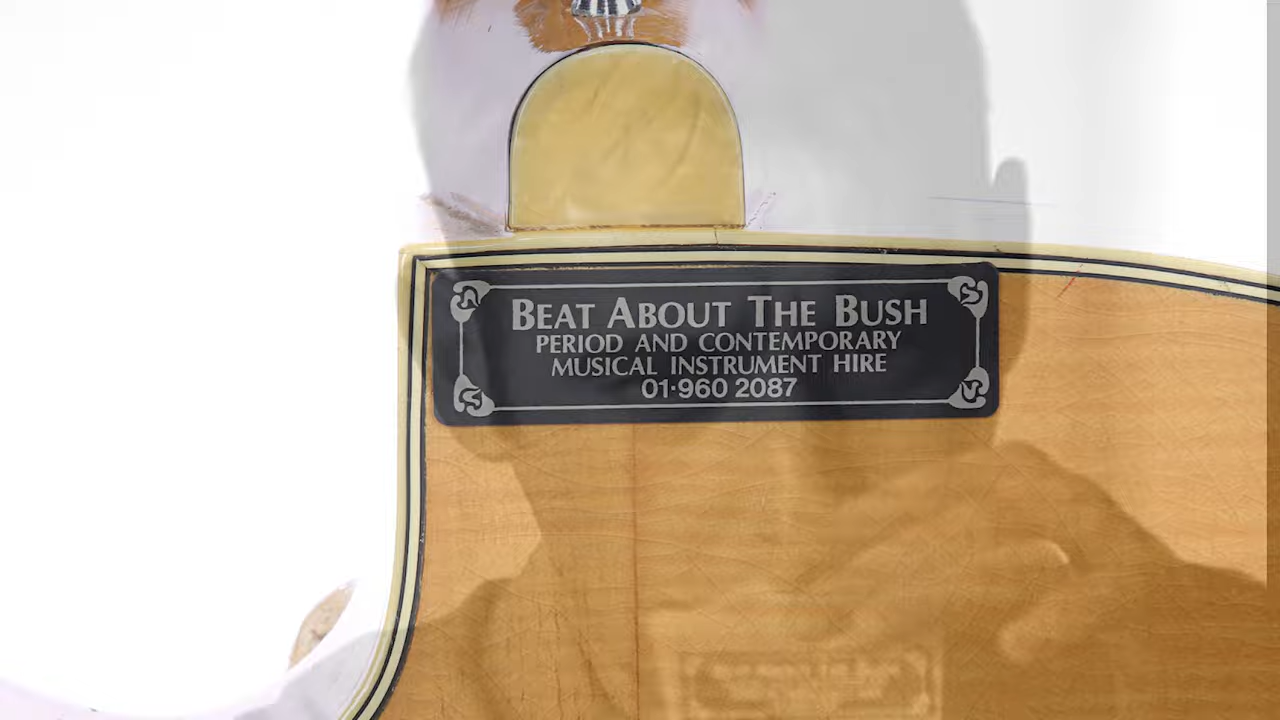 BEAT ABOUT THE BUSH
PERIOD AND CONTEMPORARY
MUSICAL INSTRUMENT HIRE
01·960 2087